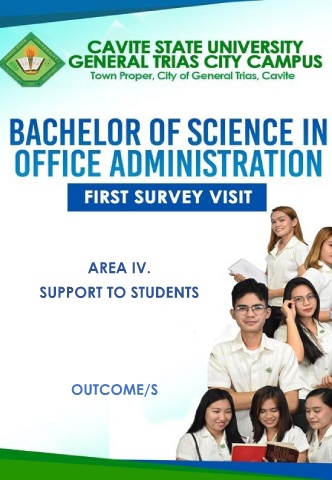 CAVITE STATE UNIVERSITY
GENERAL TRIAS CITY CAMPUS
Town Proper, City of General Trias, Cavite
BACHELOR OF SCIENCE IN
OFFICE ADMINISTRATION
FIRST SURVEY VISIT
AREA IV.
SUPPORT TO STUDENTS
OUTCOME/S